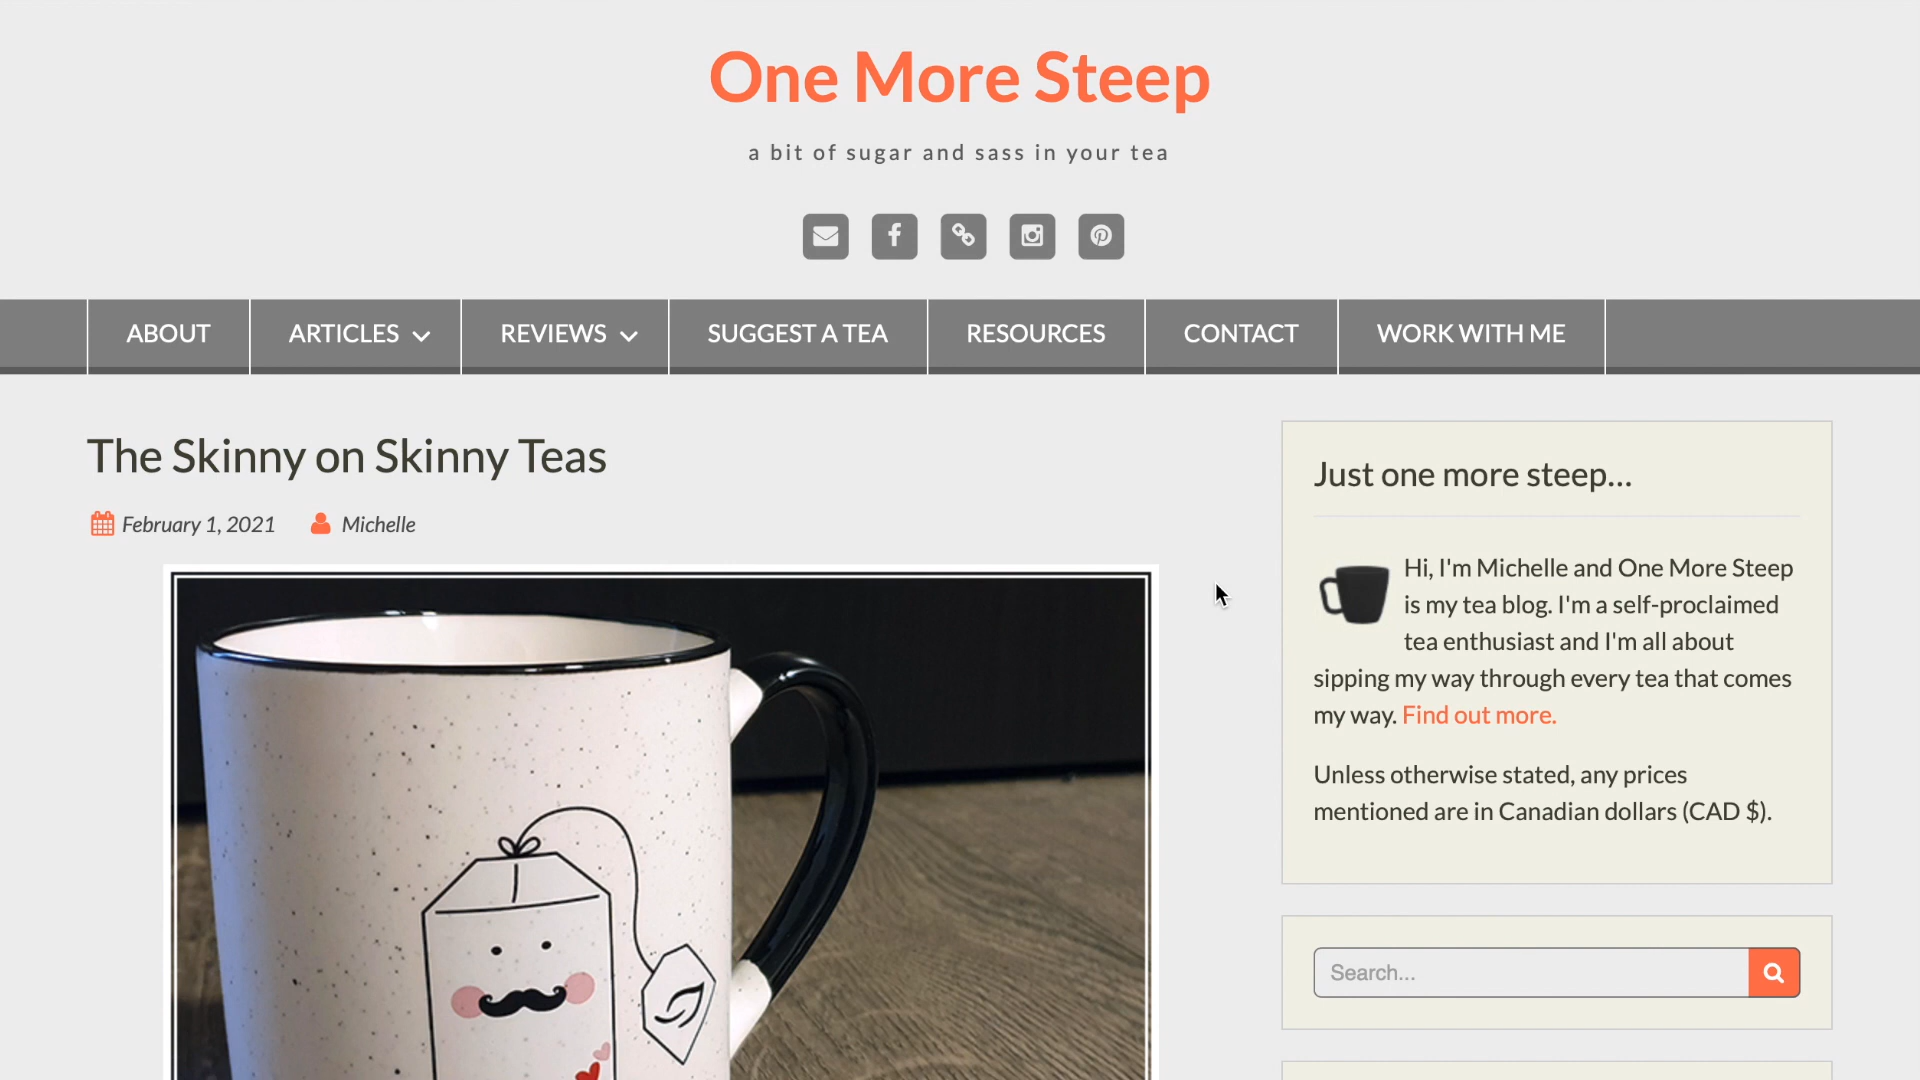 One More Steep
a bit of sugar and sass in your tea
ABOUT
ARTICLES
REVIEWS
SUGGEST A TEA
RESOURCES
CONTACT
WORK WITH ME
The Skinny on Skinny Teas
February 1, 2021
Michelle
Just one more steep...
Hi, I'm Michelle and One More Steep
is my tea blog. I'm a self-proclaimed
tea enthusiast and I'm all about
sipping my way through every tea that comes
my way. Find out more.
Unless otherwise stated, any prices
mentioned are in Canadian dollars (CAD $).
Search...